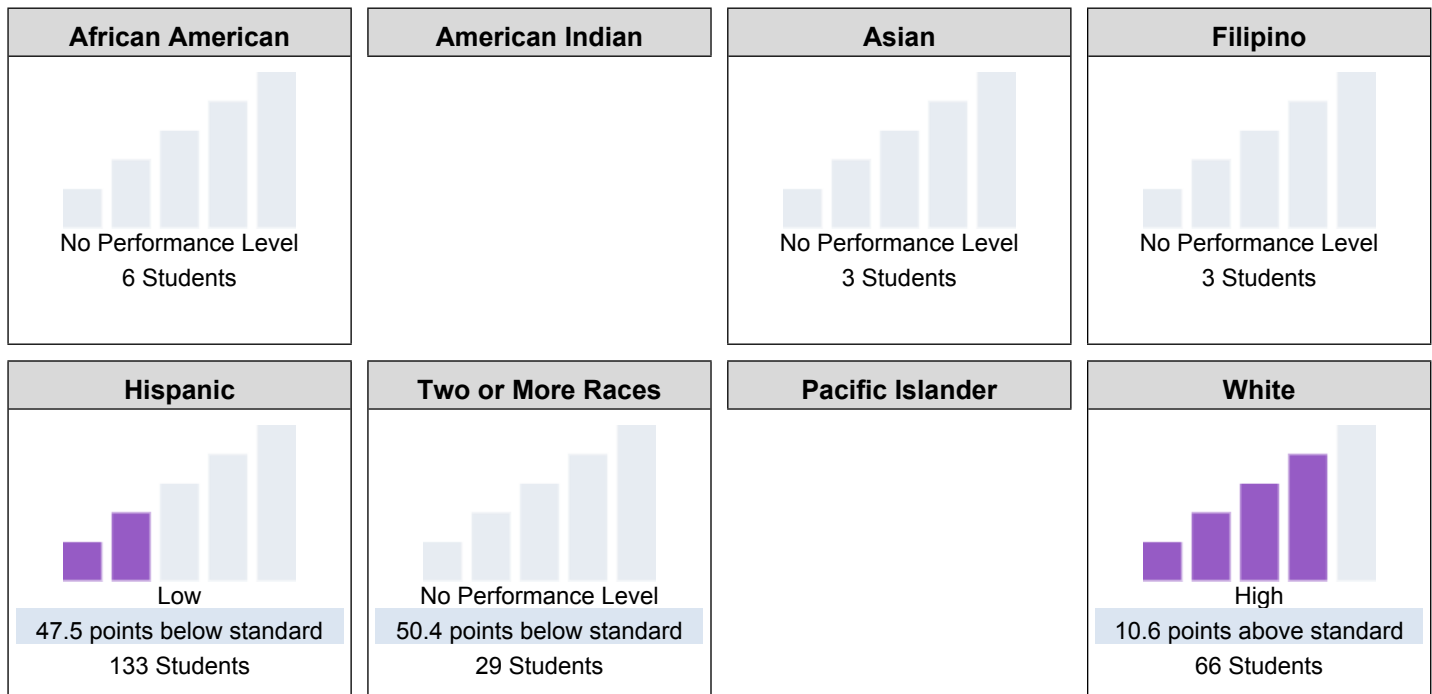 African American
American Indian
Asian
Filipino
No Performance Level
6 Students
No Performance Level
3 Students
No Performance Level
3 Students
Hispanic
Two or More Races
Pacific Islander
White
Low
47.5 points below standard
133 Students
No Performance Level
50.4 points below standard
29 Students
High
10.6 points above standard
66 Students